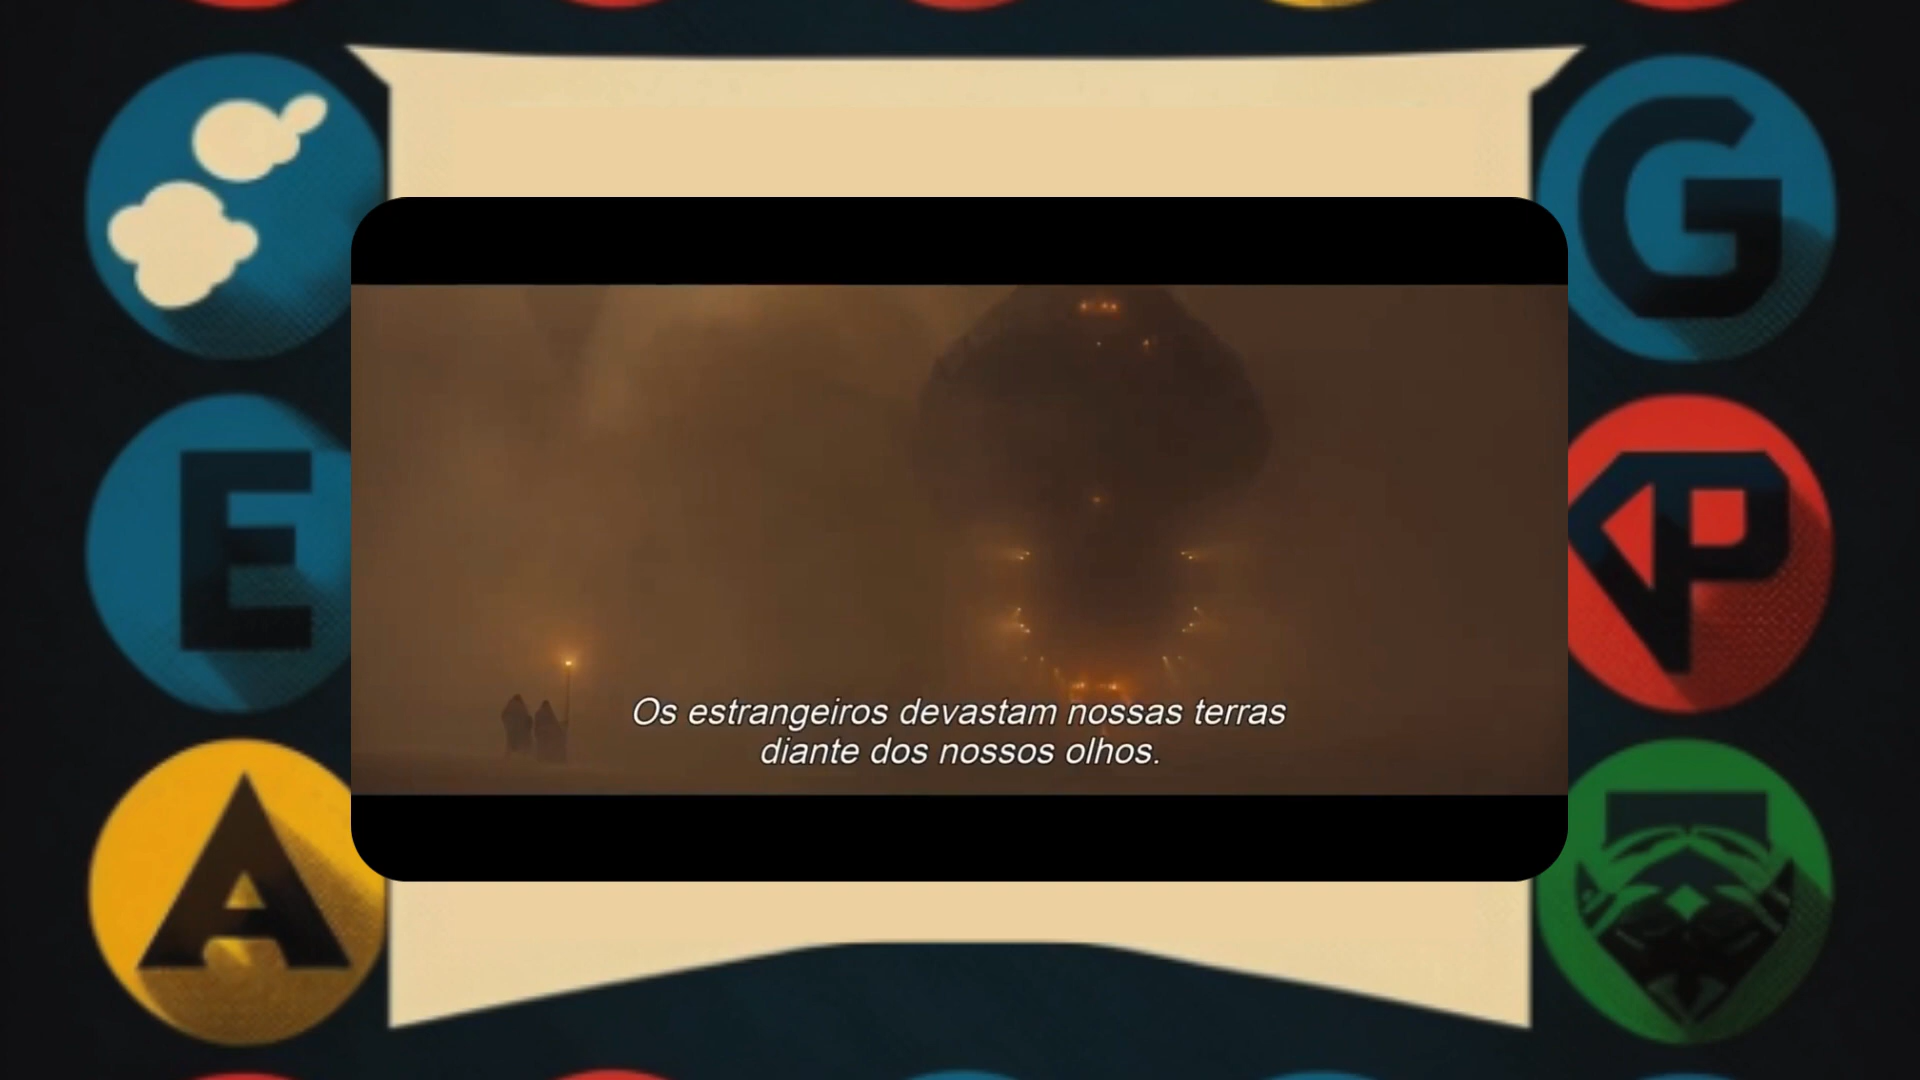 G
E
P
A
Os estrangeiros devastam nossas terras
diante dos nossos olhos.